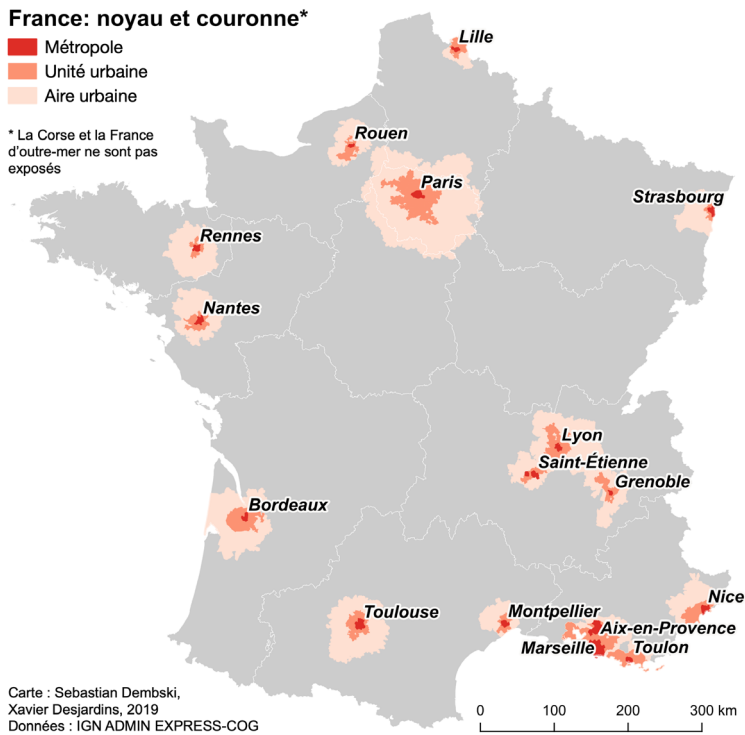 France: noyau et couronne*
Métropole
Unité urbaine
Aire urbaine
* La Corse et la France
d'outre-mer ne sont pas
exposés
Lille
Rouen
Paris
Strasbourg
Rennes
Nantes
Lyon
Saint-Étienne
Grenoble
Bordeaux
Nice
Toulouse
Montpellier
Aix-en-Provence
Marseille
Toulon
Carte : Sebastian Dembski,
Xavier Desjardins, 2019
Données : IGN ADMIN EXPRESS-COG
0 100 200 300 km